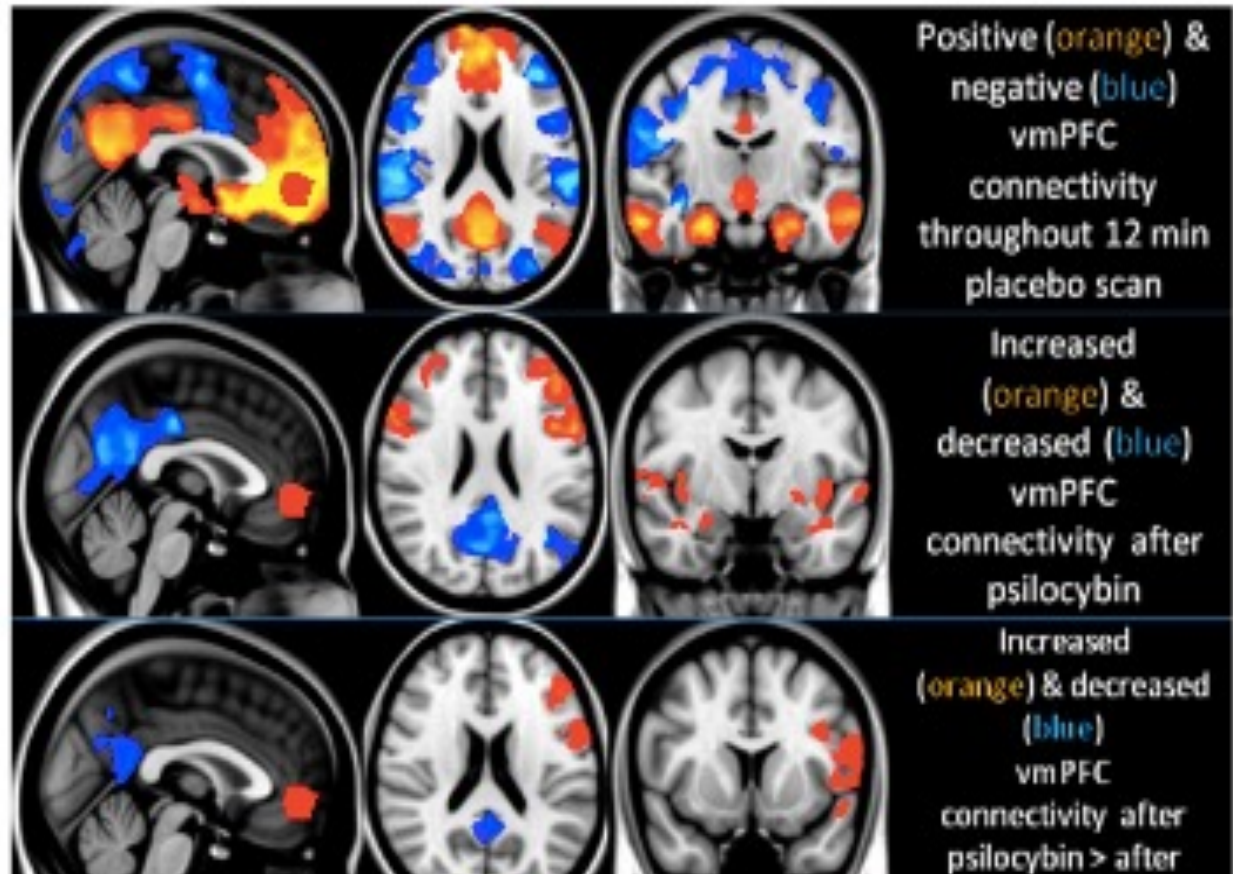 Positive (orange) &
negative (blue)
vmPFC
connectivity
throughout 12 min
placebo scan
Increased
(orange) &
decreased (blue)
vmPFC
connectivity after
psilocybin
Increased
(orange) & decreased
(blue)
vmPFC
connectivity after
psilocybin > after